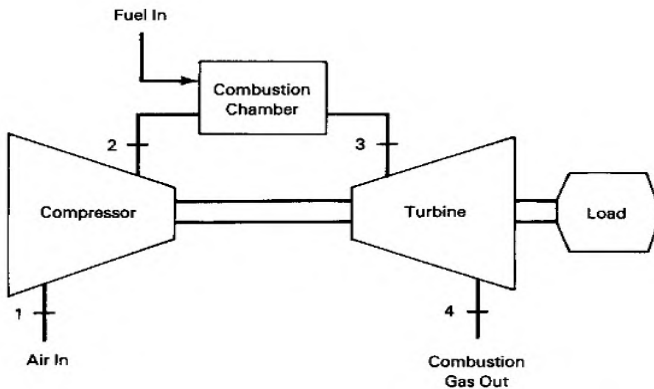 Fuel In
Combustion
Chamber
2
3
Compressor
Turbine
Load
1
4
Air In
Combustion
Gas Out